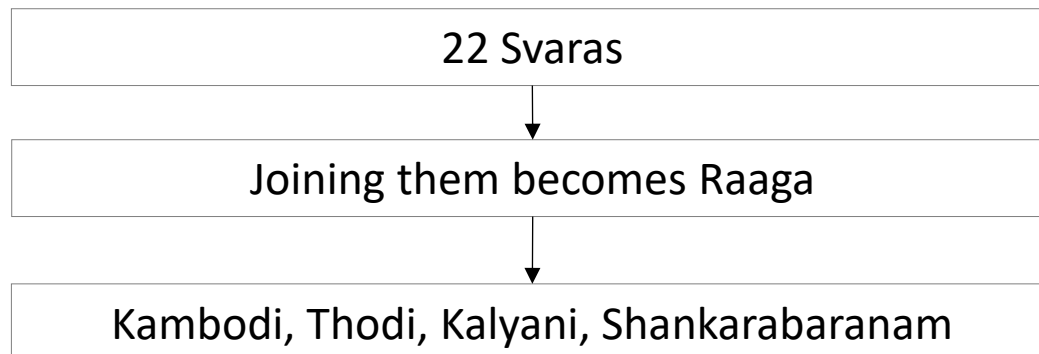 22 Svaras
Joining them becomes Raaga
Kambodi, Thodi, Kalyani, Shankarabaranam